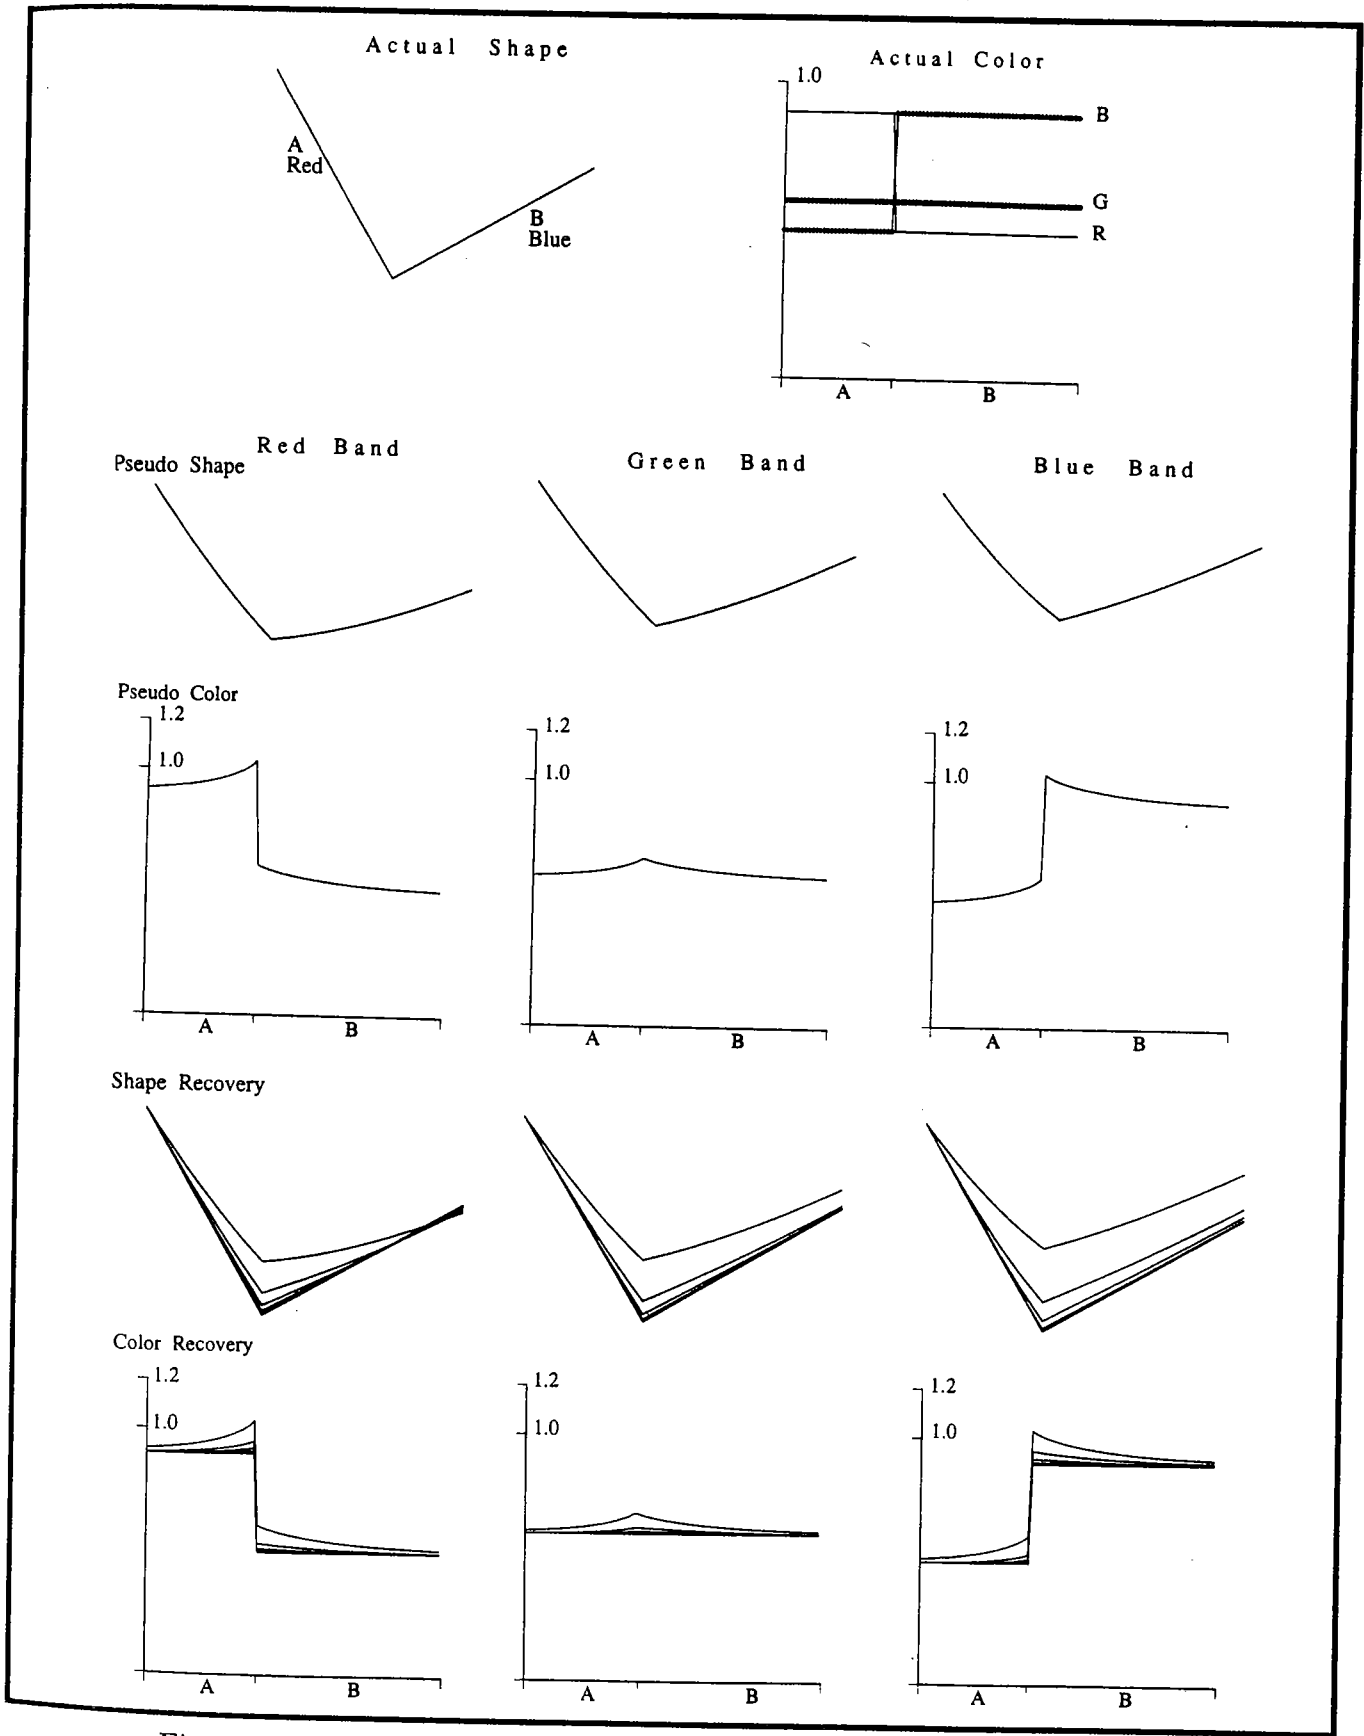 Actual Shape
A
Red
B
Blue
Actual Color
1.0
B
G
R
A B
Red Band
Green Band
Blue Band
Pseudo Shape
Pseudo Color
1.2
1.0
A B
1.2
1.0
A B
1.2
1.0
A B
Shape Recovery
Color Recovery
1.2
1.0
A B
1.2
1.0
A B
1.2
1.0
A B